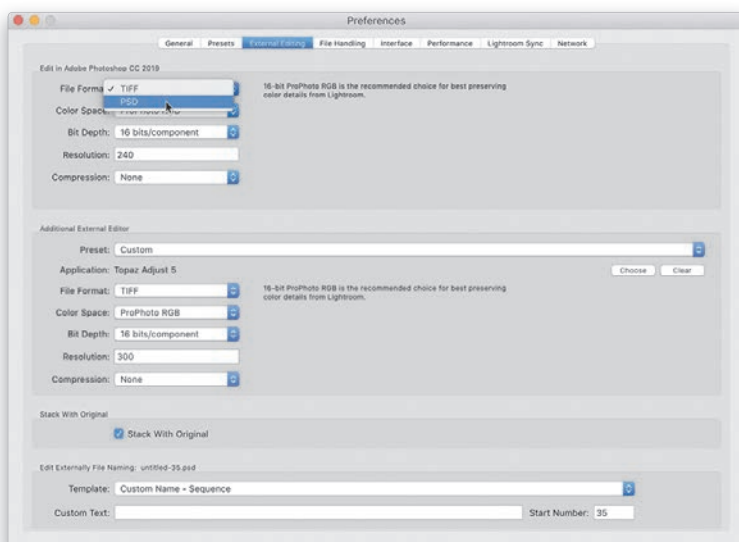 Preferences
General Presets External Editing File Handling Interface Performance Lightroom Sync Network
Edit in Adobe Photoshop CC 2019
File Forma ✓ TIFF
PSD
16-bit ProPhoto RGB is the recommended choice for best preserving
color details from Lightroom.
Color Space: ProPhoto RGB
Bit Depth: 16 bits/component
Resolution: 240
Compression: None
Additional External Editor
Preset: Custom
Application: Topaz Adjust 5 Choose Clear
File Format: TIFF
16-bit ProPhoto RGB is the recommended choice for best preserving
color details from Lightroom.
Color Space: ProPhoto RGB
Bit Depth: 16 bits/component
Resolution: 300
Compression: None
Stack With Original
Stack With Original
Edit Externally File Naming: untitled-35.psd
Template: Custom Name - Sequence
Custom Text: Start Number: 35